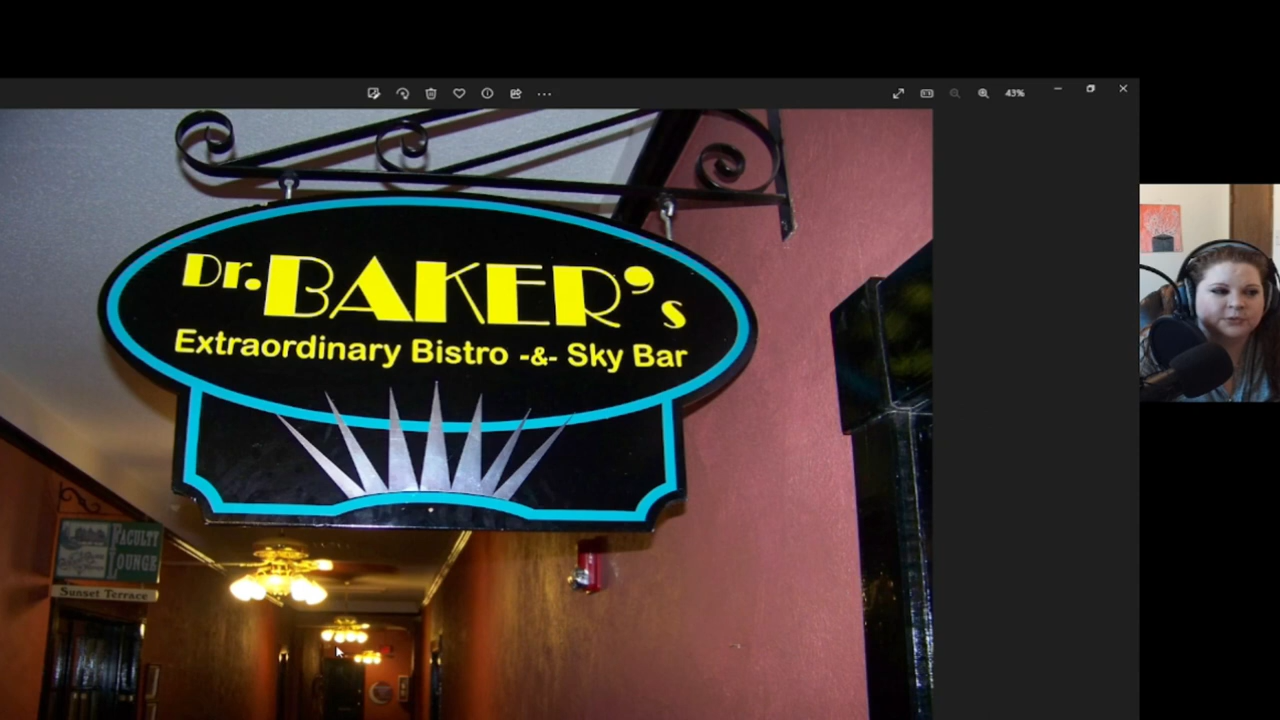 43%
Dr. BAKER's
Extraordinary Bistro -&- Sky Bar
FACULTY
LOUNGE
Sunset Terrace